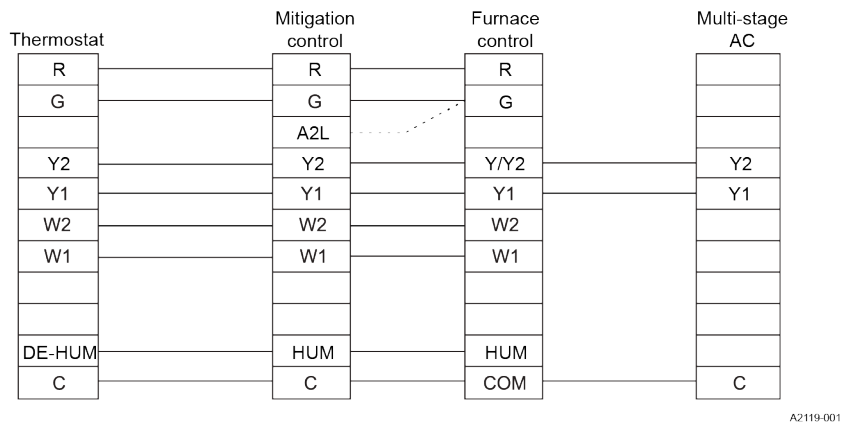 Thermostat
Mitigation
control
Furnace
control
Multi-stage
AC
R R R
G G G
A2L
Y2 Y2 Y/Y2 Y2
Y1 Y1 Y1 Y1
W2 W2 W2
W1 W1 W1
DE-HUM HUM HUM
C C COM C
A2119-001